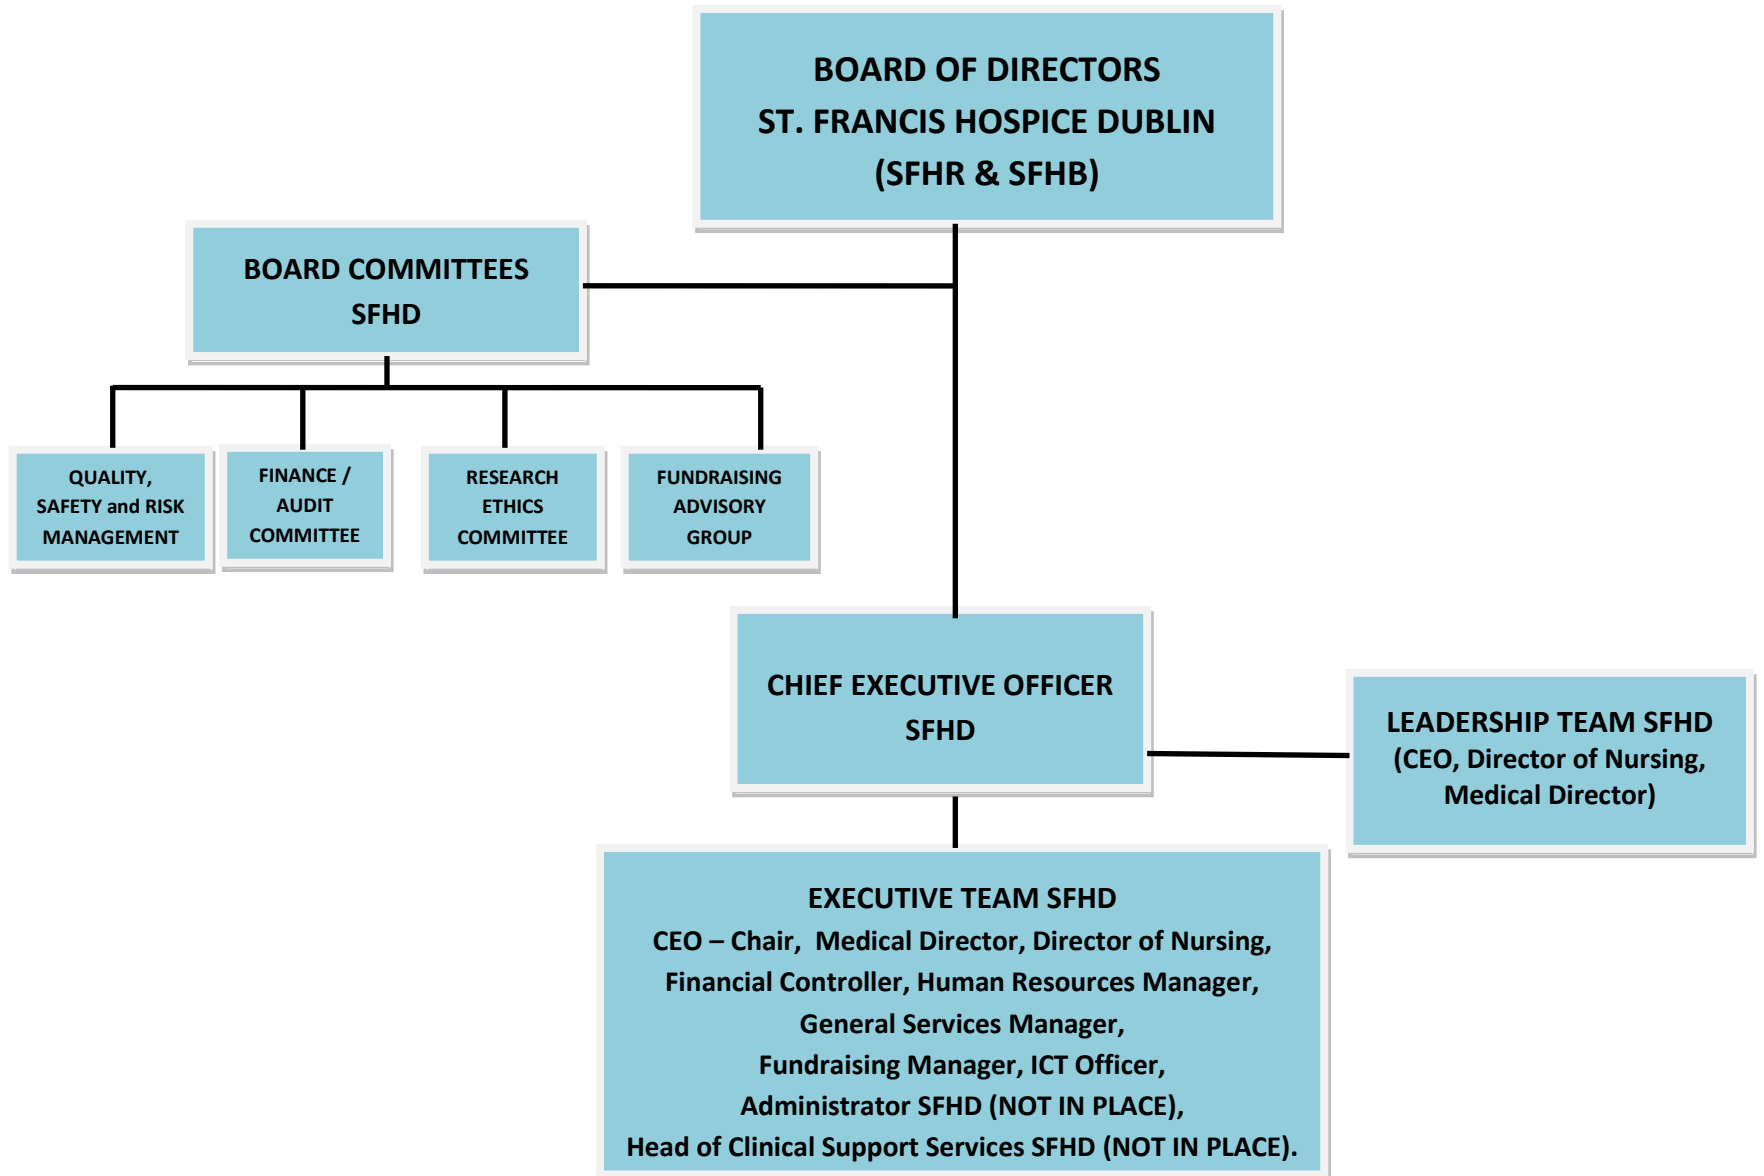 BOARD OF DIRECTORS
ST. FRANCIS HOSPICE DUBLIN
(SFHR & SFHB)
BOARD COMMITTEES
SFHD
QUALITY,
SAFETY and RISK
MANAGEMENT
FINANCE /
AUDIT
COMMITTEE
RESEARCH
ETHICS
COMMITTEE
FUNDRAISING
ADVISORY
GROUP
CHIEF EXECUTIVE OFFICER
SFHD
LEADERSHIP TEAM SFHD
(CEO, Director of Nursing,
Medical Director)
EXECUTIVE TEAM SFHD
CEO – Chair, Medical Director, Director of Nursing,
Financial Controller, Human Resources Manager,
General Services Manager,
Fundraising Manager, ICT Officer,
Administrator SFHD (NOT IN PLACE),
Head of Clinical Support Services SFHD (NOT IN PLACE).